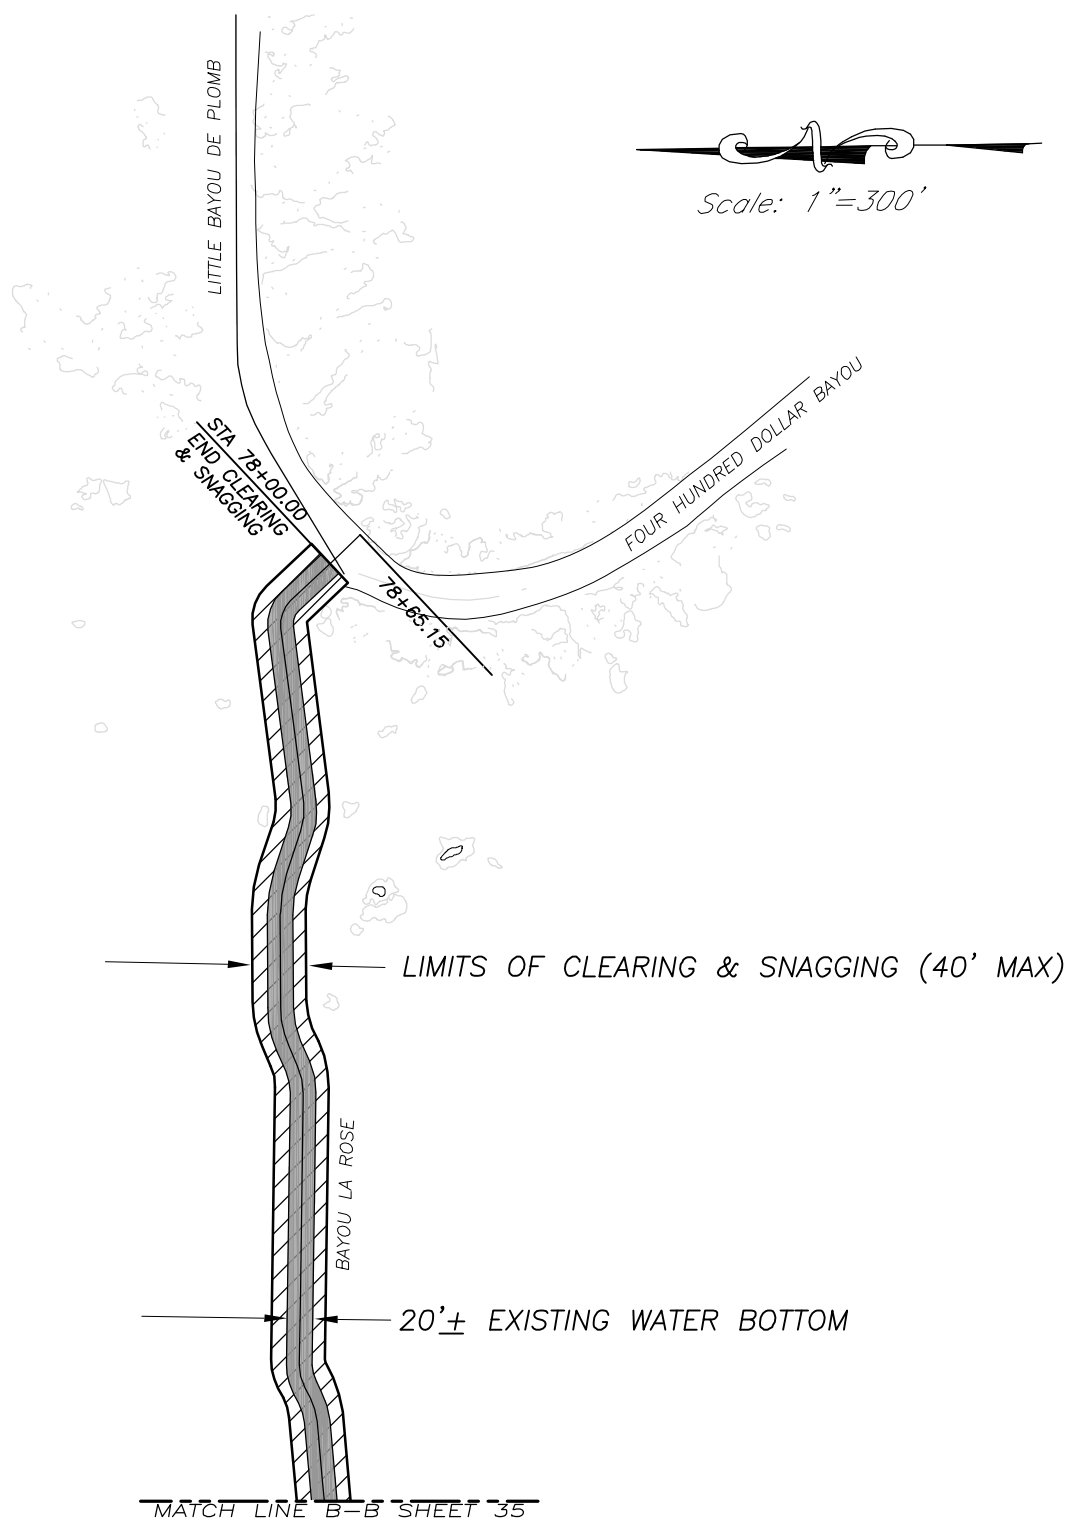 LITTLE BAYOU DE PLOMB
N
Scale: 1"=300'
FOUR HUNDRED DOLLAR BAYOU
STA 78+00.00
END CLEARING
& SNAGGING
78+65.15
LIMITS OF CLEARING & SNAGGING (40' MAX)
BAYOU LA ROSE
20'± EXISTING WATER BOTTOM
MATCH LINE B-B SHEET 35